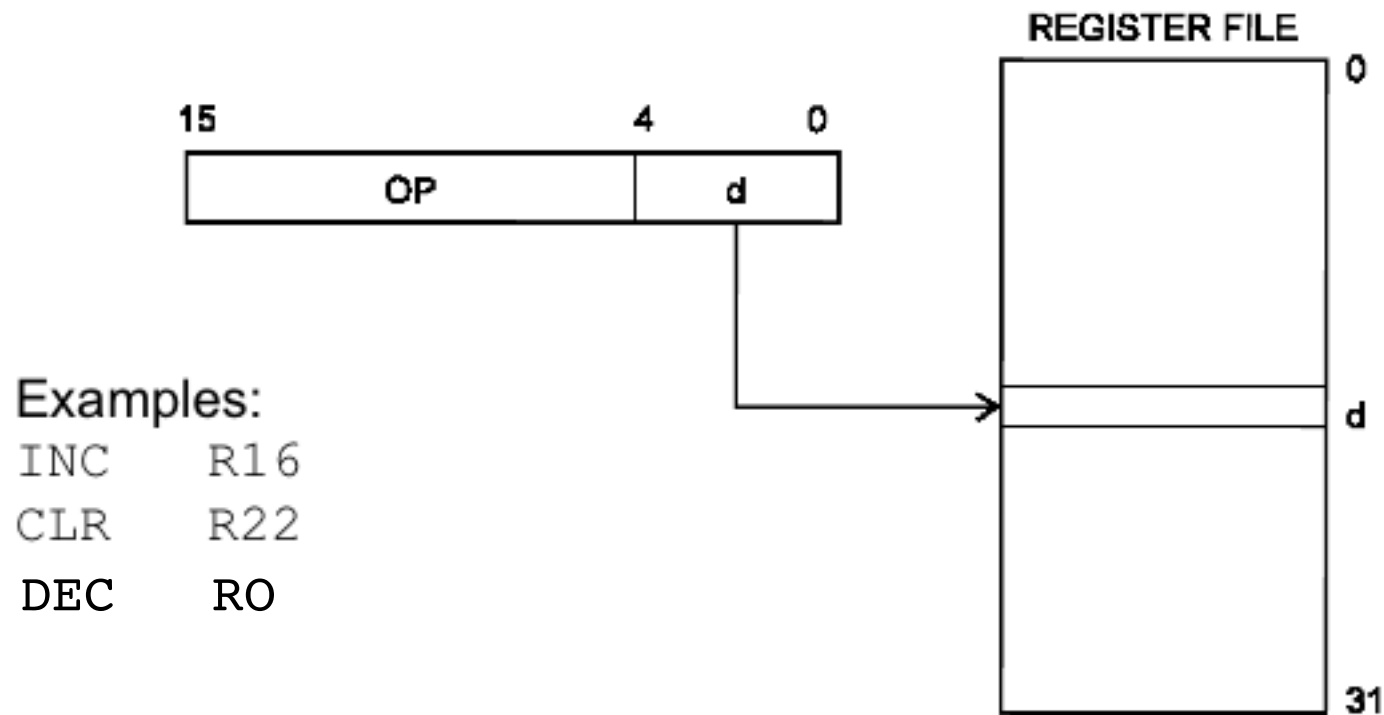 REGISTER FILE
0
15 4 0
OP d
d
Examples:
INC R16
CLR R22
DEC RO
31